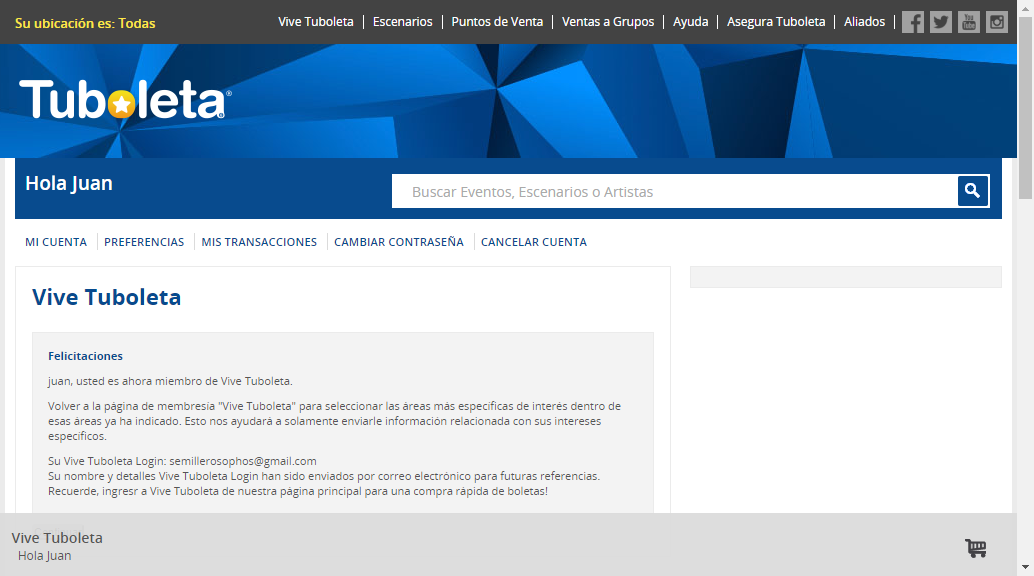 Su ubicación es: Todas
Vive Tuboleta
Escenarios
Puntos de Venta
Ventas a Grupos
Ayuda
Asegura Tuboleta
Aliados
You Tube
Tuboleta
Hola Juan
Buscar Eventos, Escenarios o Artistas
MI CUENTA
PREFERENCIAS
MIS TRANSACCIONES
CAMBIAR CONTRASEÑA
CANCELAR CUENTA
Vive Tuboleta
Felicitaciones
juan, usted es ahora miembro de Vive Tuboleta.
Volver a la página de membresía "Vive Tuboleta" para seleccionar las áreas más específicas de interés dentro de
esas áreas ya ha indicado. Esto nos ayudará a solamente enviarle información relacionada con sus intereses
específicos.
Su Vive Tuboleta Login: semillerosophos@gmail.com
Su nombre y detalles Vive Tuboleta Login han sido enviados por correo electrónico para futuras referencias.
Recuerde, ingresr a Vive Tuboleta de nuestra página principal para una compra rápida de boletas!
Vive Tuboleta
Hola Juan